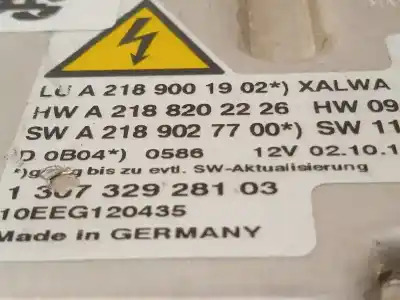 LU A 218 900 19 02*) XALWA
HW A 218 820 22 26 HW 09
SW A 218 902 77 00*) SW 11
D 0B04*) 0586 12V 02.10.1
bis zu evtl. SW-Aktualisierung
1 307 329 281 03
10EEG120435
Made in GERMANY